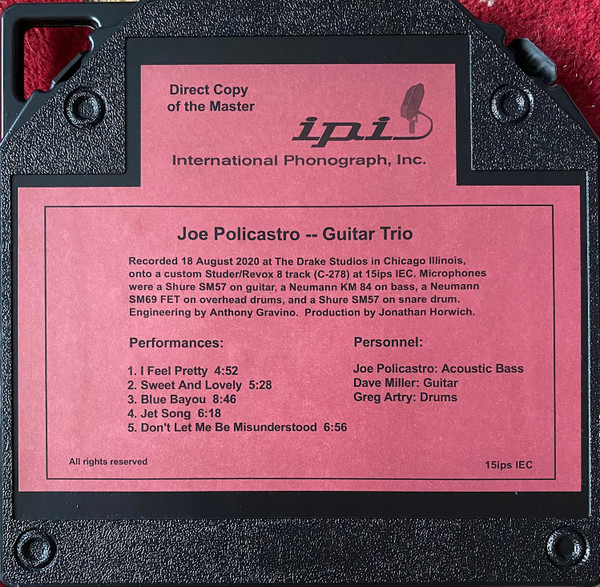 Direct Copy
of the Master
ipi
International Phonograph, Inc.
Joe Policastro -- Guitar Trio
Recorded 18 August 2020 at The Drake Studios in Chicago Illinois,
onto a custom Studer/Revox 8 track (C-278) at 15ips IEC. Microphones
were a Shure SM57 on guitar, a Neumann KM 84 on bass, a Neumann
SM69 FET on overhead drums, and a Shure SM57 on snare drum.
Engineering by Anthony Gravino. Production by Jonathan Horwich.
Performances:
1. I Feel Pretty 4:52
2. Sweet And Lovely 5:28
3. Blue Bayou 8:46
4. Jet Song 6:18
5. Don't Let Me Be Misunderstood 6:56
Personnel:
Joe Policastro: Acoustic Bass
Dave Miller: Guitar
Greg Artry: Drums
All rights reserved
15ips IEC